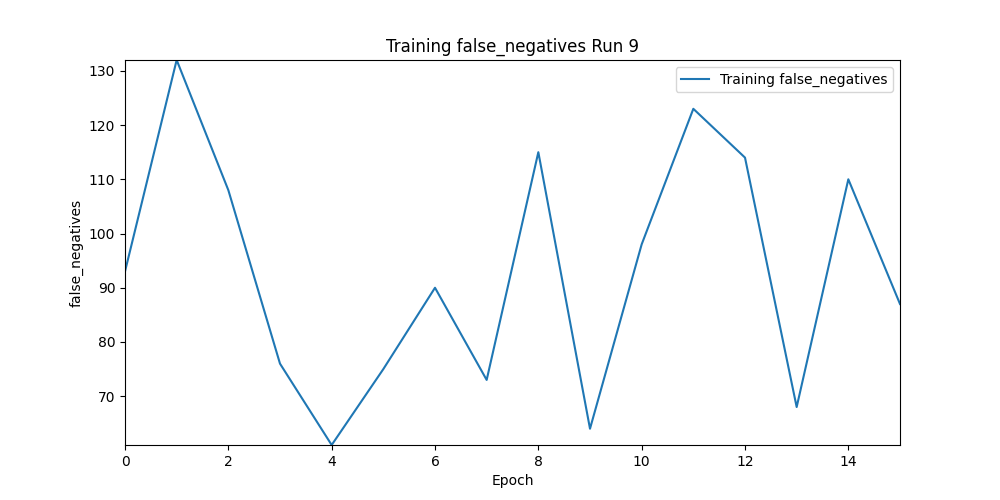 Training false_negatives Run 9
Training false_negatives
false_negatives
130
120
110
100
90
80
70
0 2 4 6 8 10 12 14
Epoch